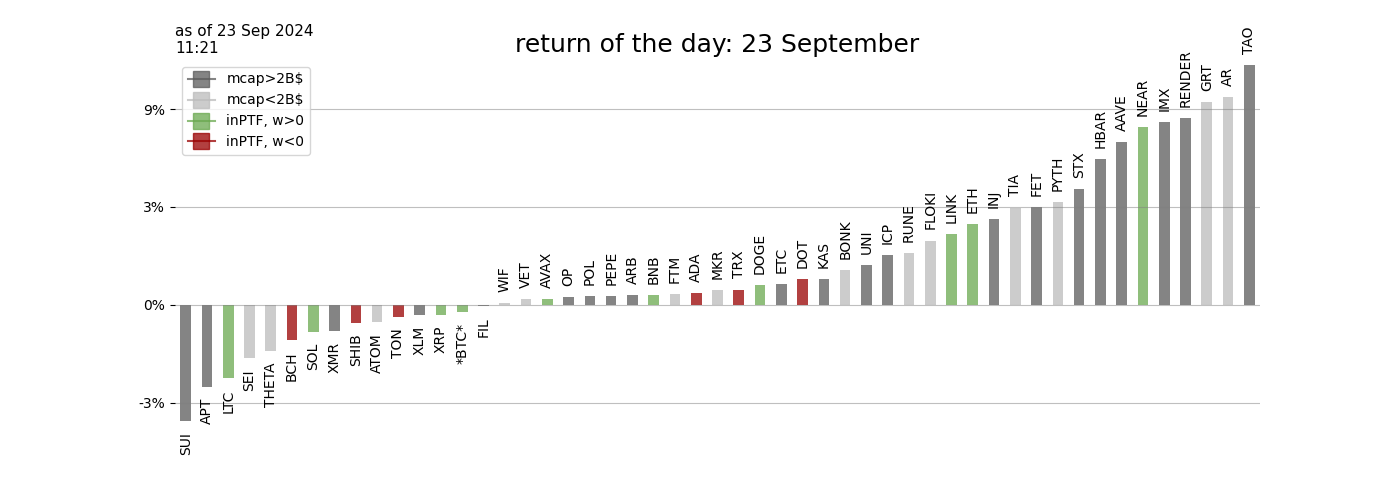 as of 23 Sep 2024
11:21
return of the day: 23 September
mcap>2B$
mcap<2B$
inPTF, w>0
inPTF, w<0
9%
3%
0%
-3%
SUI
APT
LTC
SEI
THETA
BCH
SOL
XMR
SHIB
ATOM
TON
XLM
XRP
*BTC*
FIL
WIF
VET
AVAX
OP
POL
PEPE
ARB
BNB
FTM
ADA
MKR
TRX
DOGE
ETC
DOT
KAS
BONK
UNI
ICP
RUNE
FLOKI
LINK
ETH
INJ
TIA
FET
PYTH
STX
HBAR
AAVE
NEAR
IMX
RENDER
GRT
AR
TAO